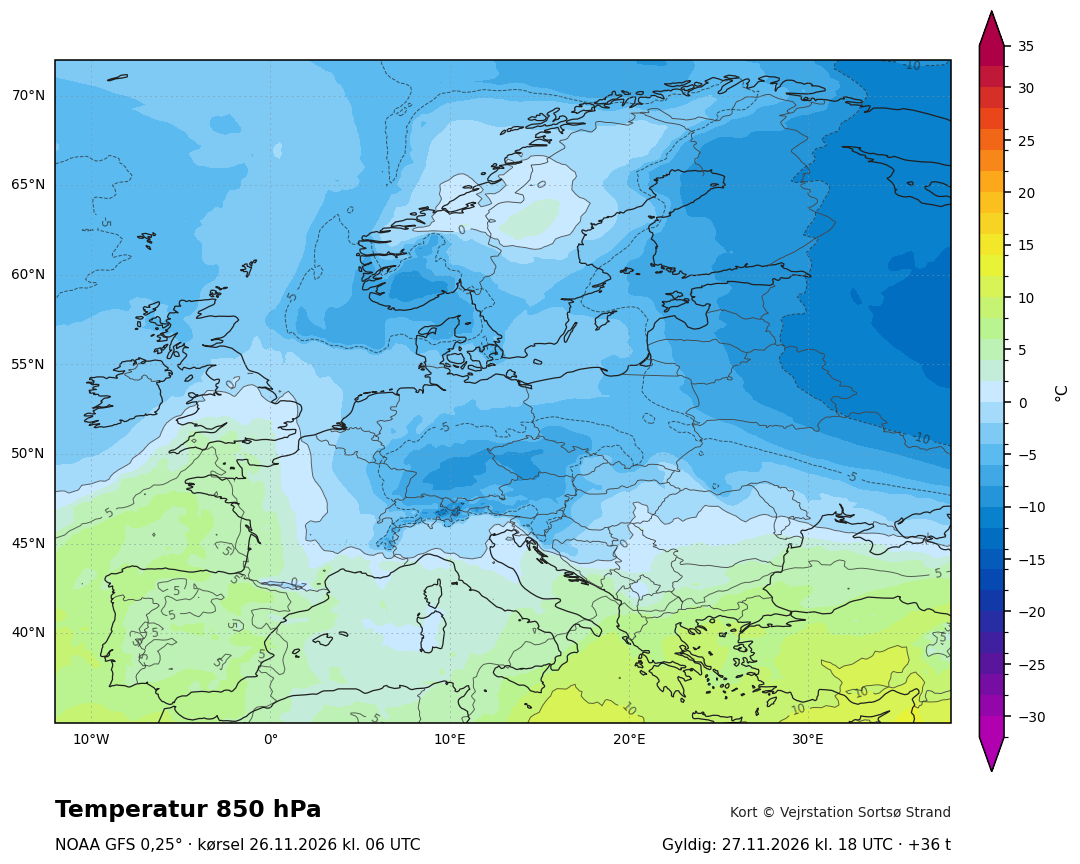 35
30
25
20
15
10
5
0
−5
−10
−15
−20
−25
−30
°C
70°N
65°N
60°N
55°N
50°N
45°N
40°N
10°W
0°
10°E
20°E
30°E
Temperatur 850 hPa
Kort © Vejrstation Sortsø Strand
NOAA GFS 0,25° · kørsel 26.11.2026 kl. 06 UTC
Gyldig: 27.11.2026 kl. 18 UTC · +36 t